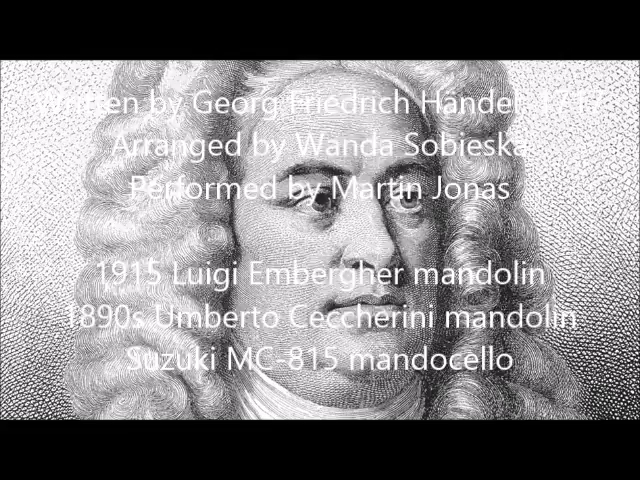 Written by Georg Friedrich Händel 1717
Arranged by Wanda Sobieska
Performed by Martin Jonas
1915 Luigi Embergher mandolin
1890s Umberto Ceccherini mandolin
Suzuki MC-815 mandocello